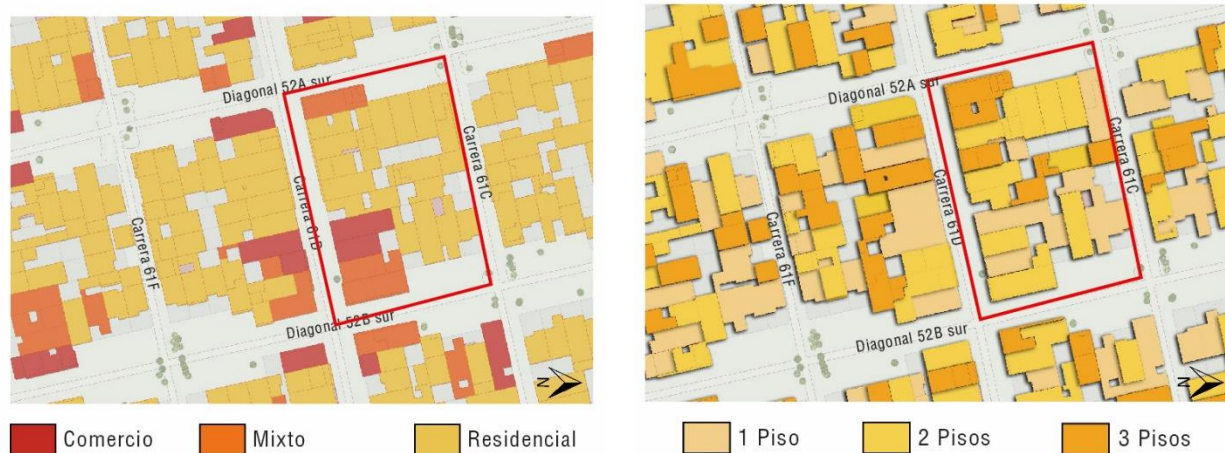 Diagonal 52A sur
Carrera 61C
Carrera 61D
Carrera 61F
Diagonal 52B sur
N
Comercio
Mixto
Residencial
Diagonal 52A sur
Carrera 61C
Carrera 61D
Carrera 61F
Diagonal 52B sur
N
1 Piso
2 Pisos
3 Pisos